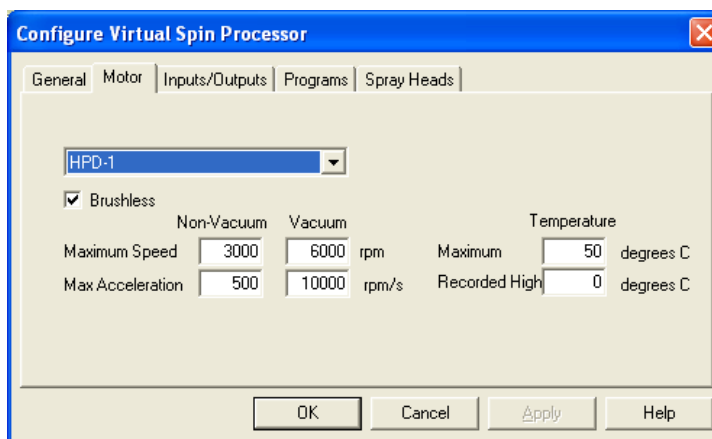 Configure Virtual Spin Processor
General Motor Inputs/Outputs Programs Spray Heads
HPD-1
Brushless
Non-Vacuum Vacuum Temperature
Maximum Speed 3000 6000 rpm Maximum 50 degrees C
Max Acceleration 500 10000 rpm/s Recorded High 0 degrees C
OK Cancel Apply Help